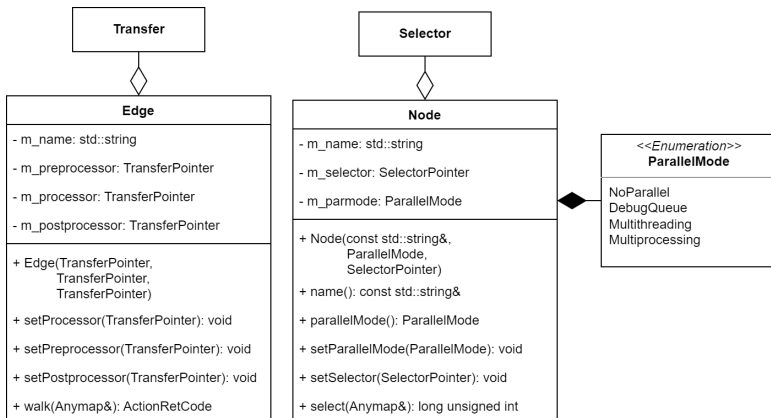 Transfer
Edge
- m_name: std::string
- m_preprocessor: TransferPointer
- m_processor: TransferPointer
- m_postprocessor: TransferPointer
+ Edge(TransferPointer,
TransferPointer,
TransferPointer)
+ setProcessor(TransferPointer): void
+ setPreprocessor(TransferPointer): void
+ setPostprocessor(TransferPointer): void
+ walk(Anymap&): ActionRetCode
Selector
Node
- m_name: std::string
- m_selector: SelectorPointer
- m_parmode: ParallelMode
+ Node(const std::string&,
ParallelMode,
SelectorPointer)
+ name(): const std::string&
+ parallelMode(): ParallelMode
+ setParallelMode(ParallelMode): void
+ setSelector(SelectorPointer): void
+ select(Anymap&): long unsigned int
<<Enumeration>>
ParallelMode
NoParallel
DebugQueue
Multithreading
Multiprocessing